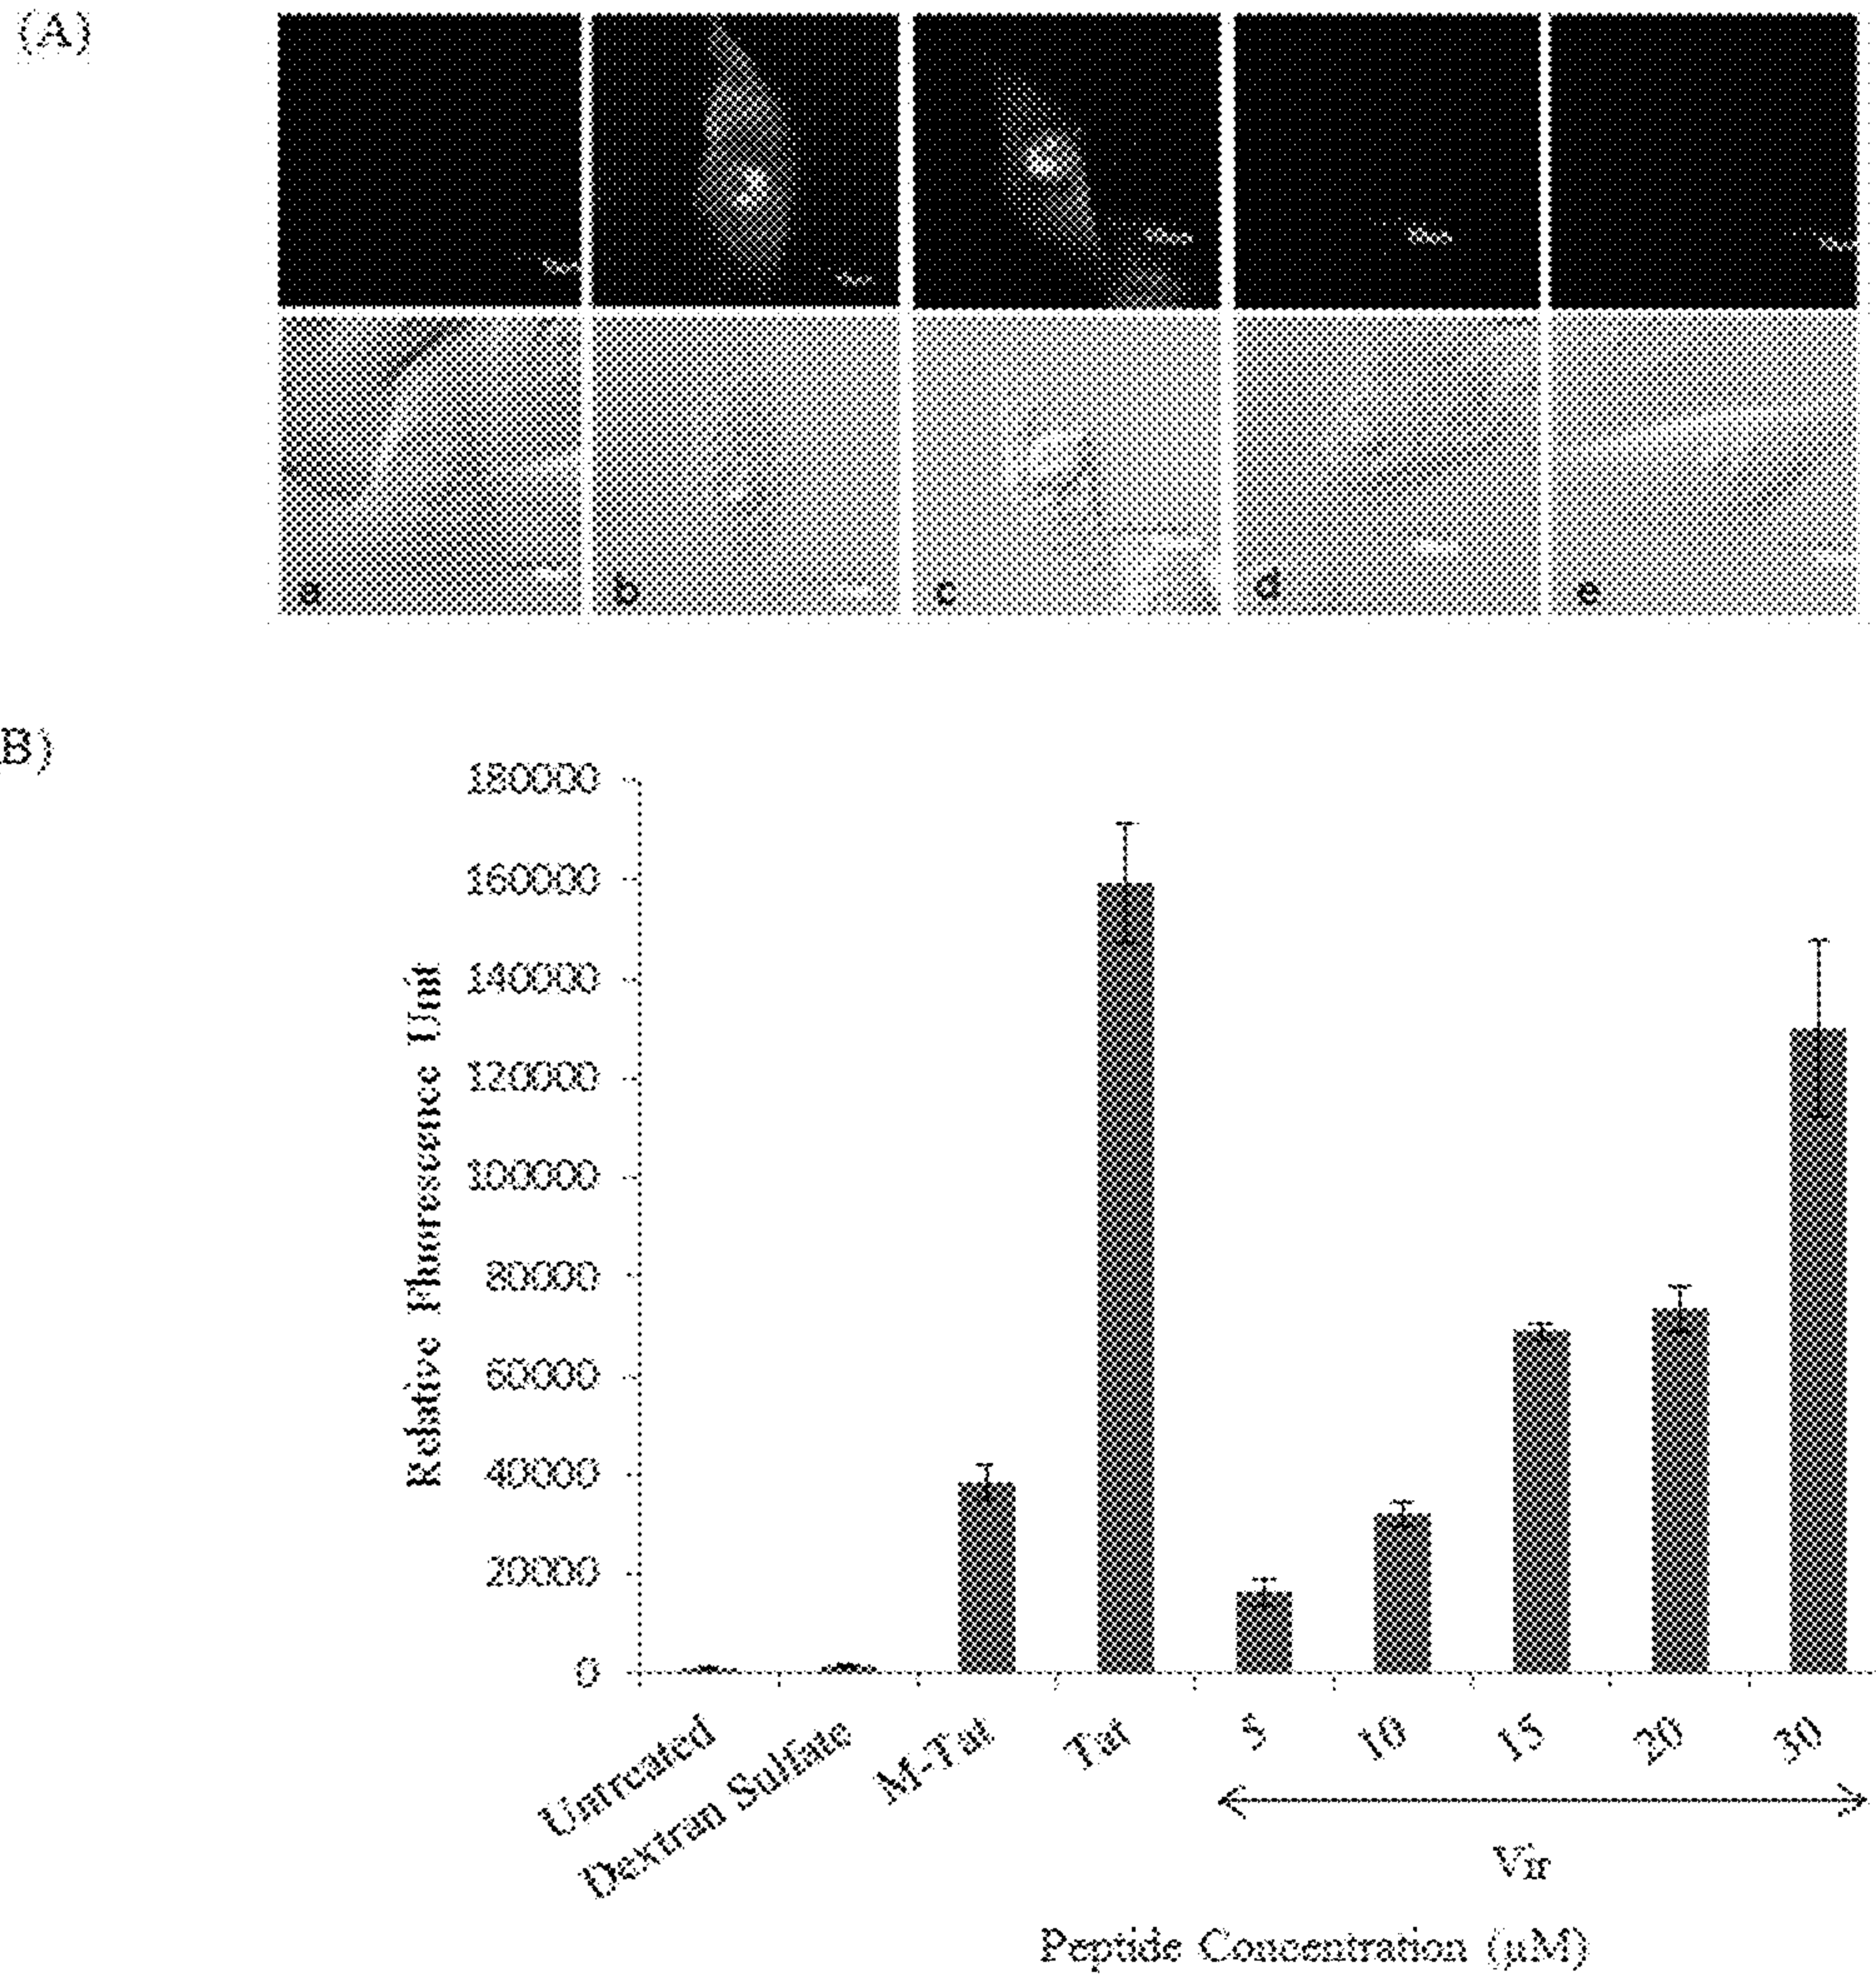 (A)
a b c d e
B)
180000
160000
140000
120000
100000
80000
60000
40000
20000
0
Relative Fluoresence Unit
Untreated
Dextran Sulfate
M-Tat
Tat
5
10
15
20
30
Vir
Peptide Concentration (μM)